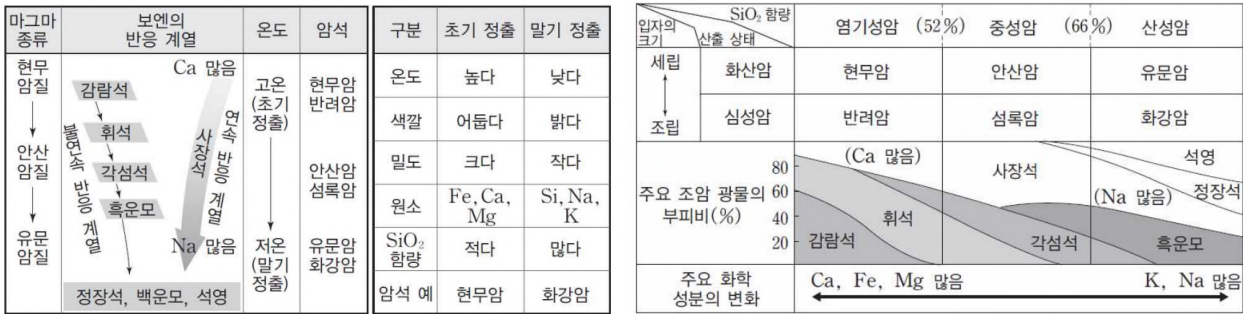 마그마 종류
보엔의 반응 계열
온도
암석
현무 암질
안산 암질
유문 암질
Ca 많음
감람석
휘석
각섬석
흑운모
불연속 반응 계열
사장석
연속 반응 계열
Na 많음
정장석, 백운모, 석영
고온
(초기
정출)
저온
(말기
정출)
현무암
반려암
안산암
섬록암
유문암
화강암
구분 초기 정출 말기 정출
온도 높다 낮다
색깔 어둡다 밝다
밀도 크다 작다
원소 Fe, Ca, Mg Si, Na, K
SiO₂ 함량 적다 많다
암석 예 현무암 화강암
SiO₂ 함량
입자의 크기
산출 상태
염기성암 (52%) 중성암 (66%) 산성암
세립
조립
화산암 현무암 안산암 유문암
심성암 반려암 섬록암 화강암
주요 조암 광물의
부피비(%)
80
60
40
20
(Ca 많음)
사장석
(Na 많음)
석영
정장석
감람석
휘석
각섬석
흑운모
주요 화학
성분의 변화
Ca, Fe, Mg 많음
K, Na 많음